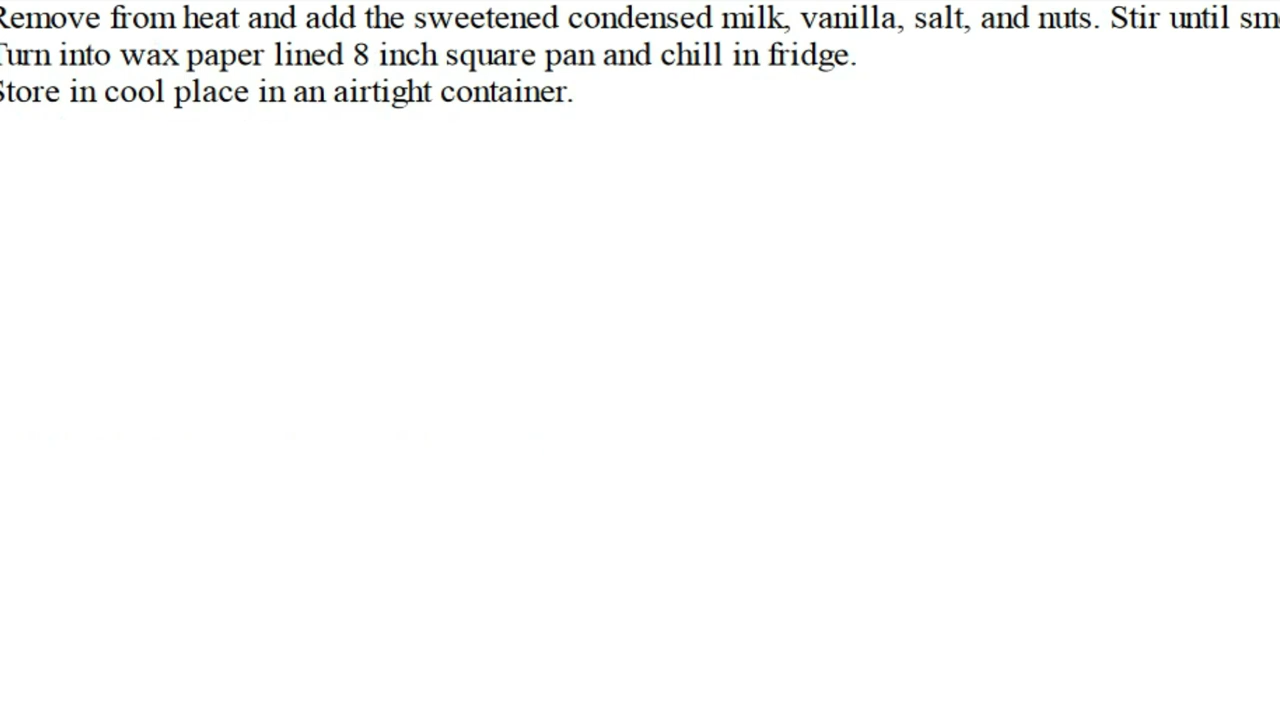 Remove from heat and add the sweetened condensed milk, vanilla, salt, and nuts. Stir until
Turn into wax paper lined 8 inch square pan and chill in fridge.
Store in cool place in an airtight container.